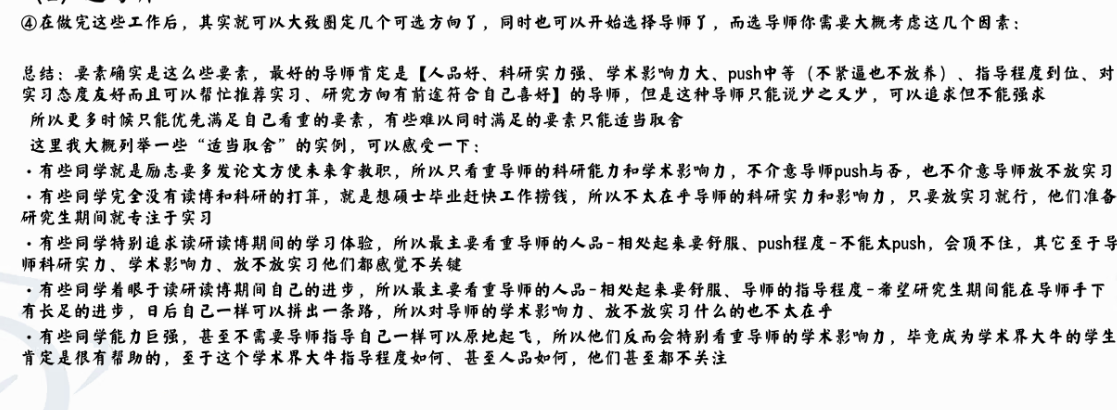 ④在做完这些工作后，其实就可以大致圈定几个可选方向了，同时也可以开始选择导师了，而选导师你需要大概考虑这几个因素：
总结：要素确实是这么些要素，最好的导师肯定是【人品好、科研实力强、学术影响力大、push中等（不紧逼也不放养）、指导程度到位、对
实习态度友好而且可以帮忙推荐实习、研究方向有前途符合自己喜好】的导师，但是这种导师只能说少之又少，可以追求但不能强求
所以更多时候只能优先满足自己看重的要素，有些难以同时满足的要素只能适当取舍
这里我大概列举一些“适当取舍”的实例，可以感受一下：
·有些同学就是励志要多发论文方便未来拿教职，所以只看重导师的科研能力和学术影响力，不介意导师push与否，也不介意导师放不放实习
·有些同学完全没有读博和科研的打算，就是想硕士毕业赶快工作捞钱，所以不太在乎导师的科研实力和影响力，只要放实习就行，他们准备
研究生期间就专注于实习
·有些同学特别追求读研读博期间的学习体验，所以最主要看重导师的人品-相处起来要舒服、push程度-不能太push，会顶不住，其它至于导
师科研实力、学术影响力、放不放实习他们都感觉不关键
·有些同学着眼于读研读博期间自己的进步，所以最主要看重导师的人品-相处起来要舒服、导师的指导程度-希望研究生期间能在导师手下
有长足的进步，日后自己一样可以拼出一条路，所以对导师的学术影响力、放不放实习什么的也不太在乎
·有些同学能力巨强，甚至不需要导师指导自己一样可以原地起飞，所以他们反而会特别看重导师的学术影响力，毕竟成为学术界大牛的学生
肯定是很有帮助的，至于这个学术界大牛指导程度如何、甚至人品如何，他们甚至都不关注